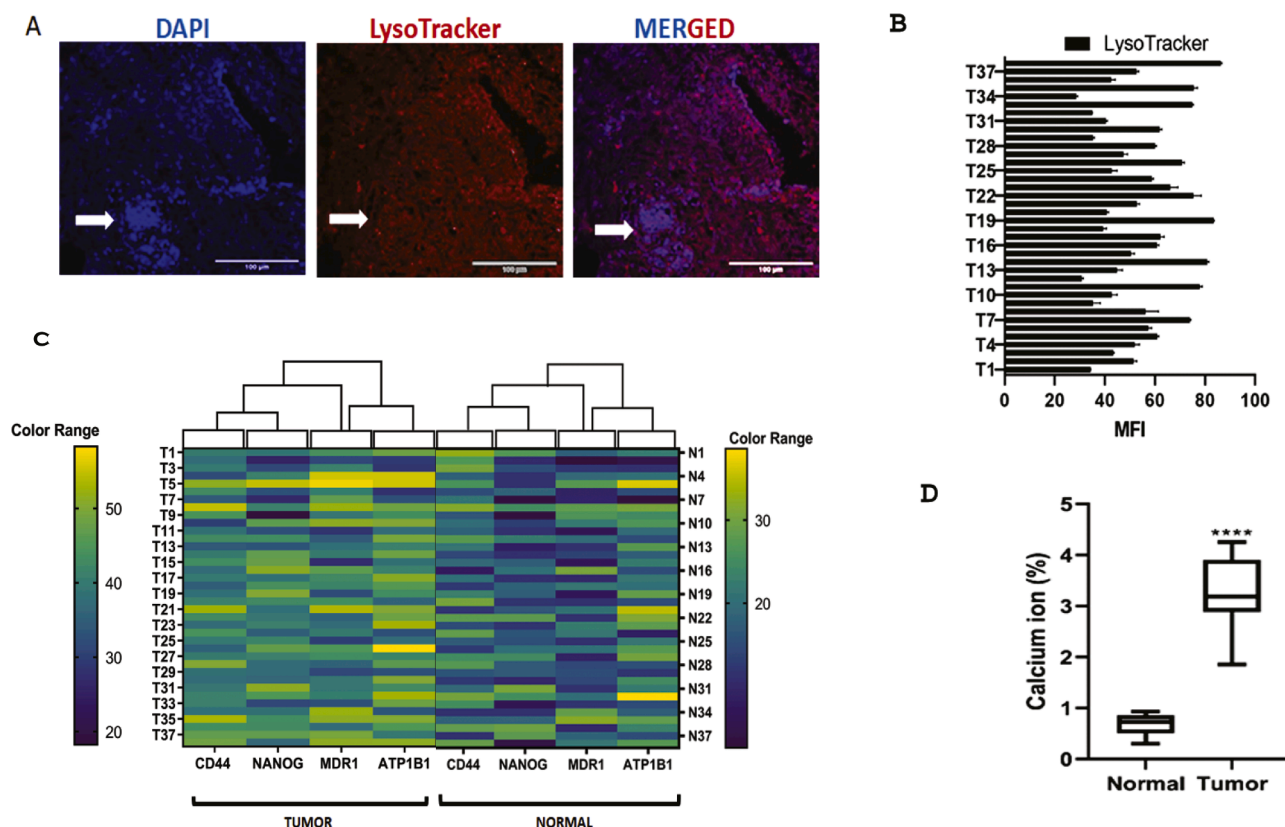 A
DAPI
LysoTracker
MERGED
100 µm
100 µm
100 µm
B
LysoTracker
T37
T34
T31
T28
T25
T22
T19
T16
T13
T10
T7
T4
T1
0 20 40 60 80 100
MFI
C
Color Range
50
40
30
20
T1
T3
T5
T7
T9
T11
T13
T15
T17
T19
T21
T23
T25
T27
T29
T31
T33
T35
T37
N1
N4
N7
N10
N13
N16
N19
N22
N25
N28
N31
N34
N37
Color Range
30
20
CD44 NANOG MDR1 ATP1B1 CD44 NANOG MDR1 ATP1B1
TUMOR NORMAL
D
5
4
3
2
1
0
Calcium ion (%)
****
Normal Tumor